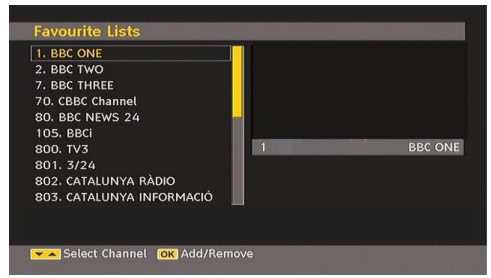 Favourite Lists
1. BBC ONE
2. BBC TWO
7. BBC THREE
70. CBBC Channel
80. BBC NEWS 24
105. BBCi
800. TV3
801. 3/24
802. CATALUNYA RÀDIO
803. CATALUNYA INFORMACIÓ
1 BBC ONE
Select Channel OK Add/Remove